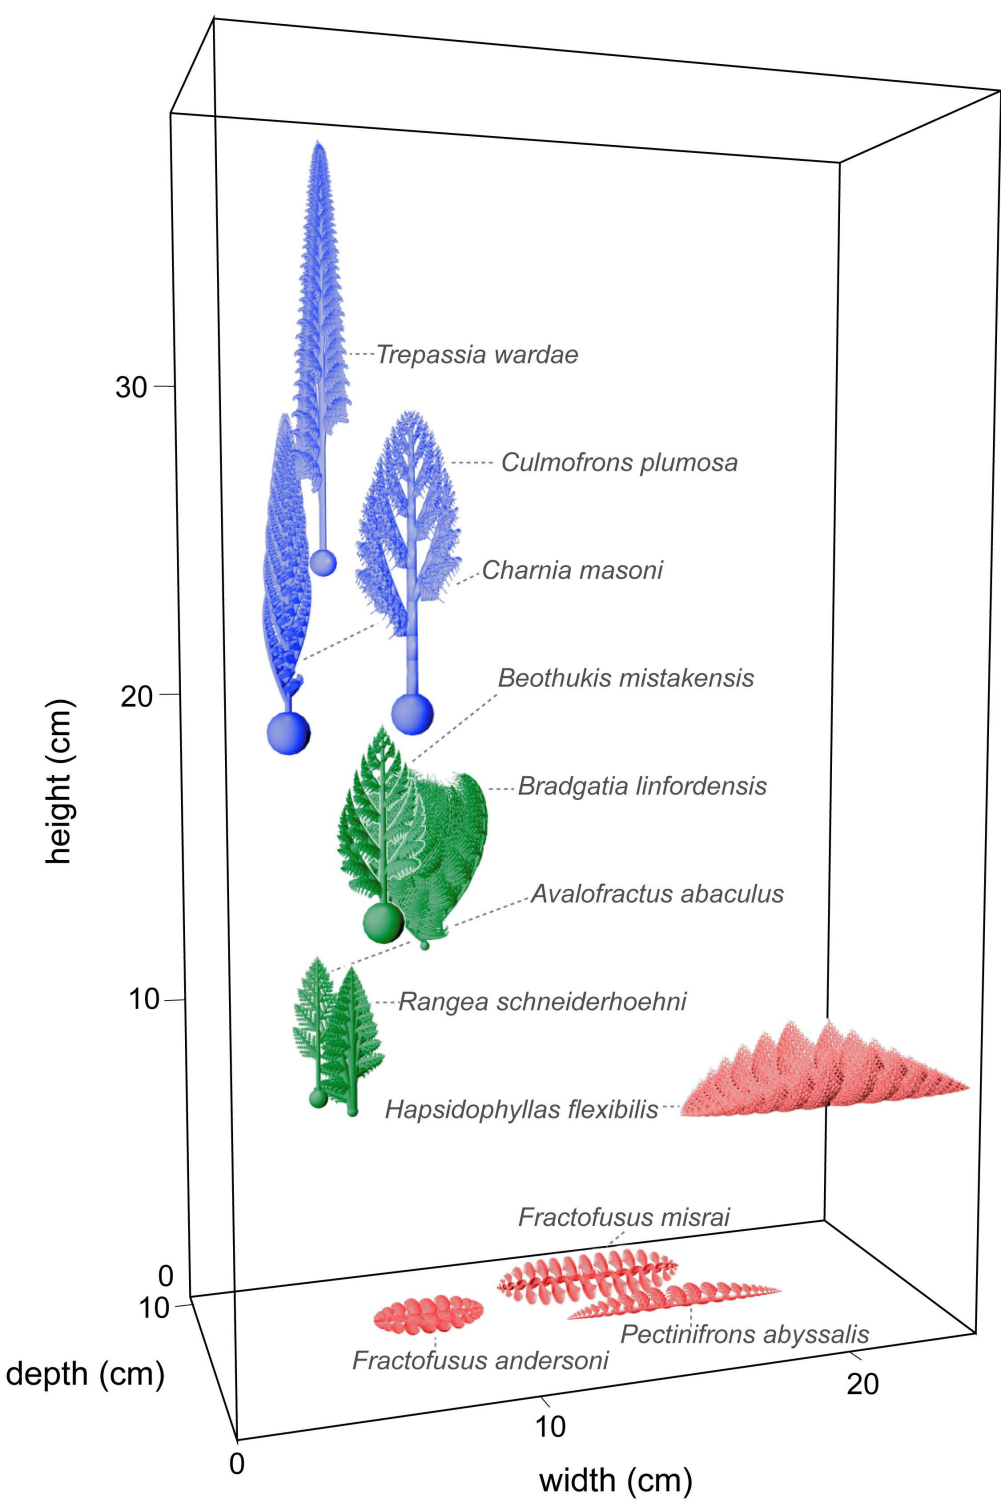 Trepassia wardae
30
Culmofrons plumosa
Charnia masoni
Beothukis mistakensis
20
height (cm)
Bradgatia linfordensis
Avalofractus abaculus
10
Rangea schneiderhoehni
Hapsidophyllas flexibilis
Fractofusus misrai
0
10
Pectinifrons abyssalis
Fractofusus andersoni
depth (cm)
20
10
0
width (cm)